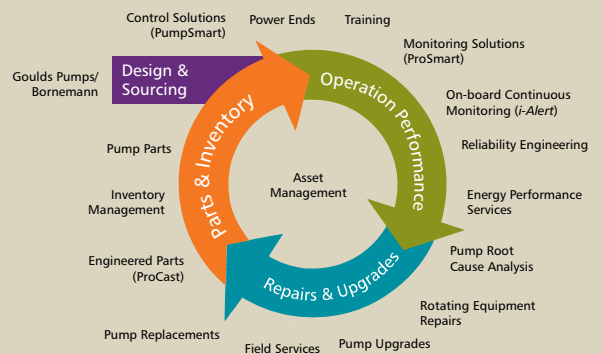 Control Solutions
(PumpSmart)
Power Ends
Training
Monitoring Solutions
(ProSmart)
Goulds Pumps/
Bornemann
Design &
Sourcing
Operation Performance
On-board Continuous
Monitoring (i-Alert)
Reliability Engineering
Pump Parts
Parts & Inventory
Asset
Management
Inventory
Management
Energy Performance
Services
Engineered Parts
(ProCast)
Pump Root
Cause Analysis
Repairs & Upgrades
Rotating Equipment
Repairs
Pump Replacements
Field Services
Pump Upgrades